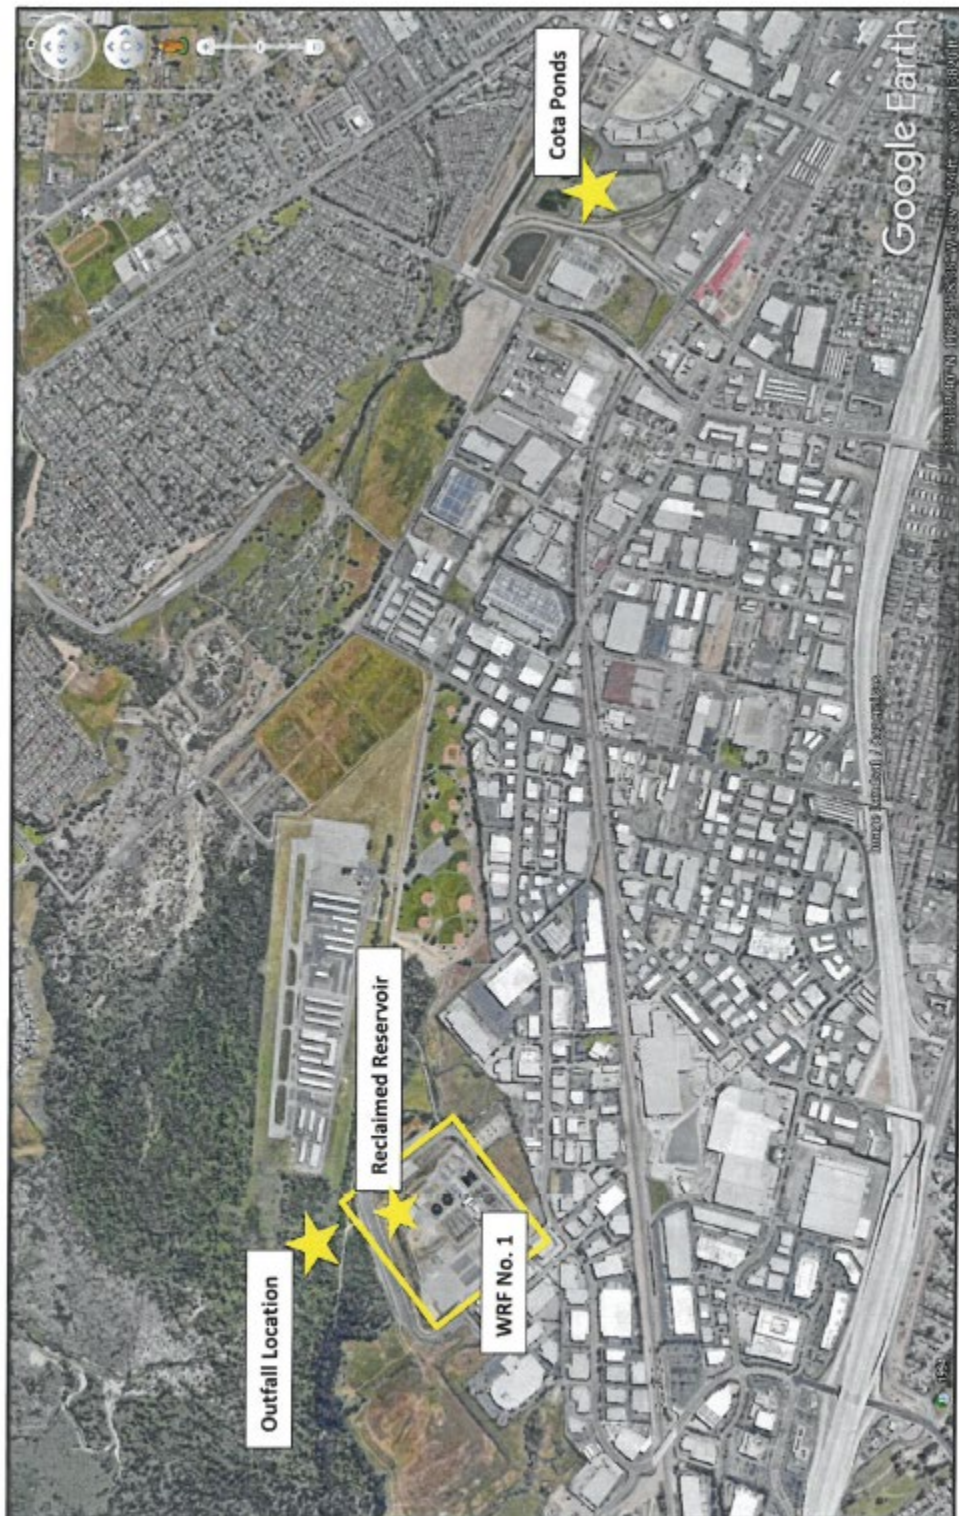 Outfall Location
Reclaimed Reservoir
WRF No. 1
Cota Ponds
Google Earth